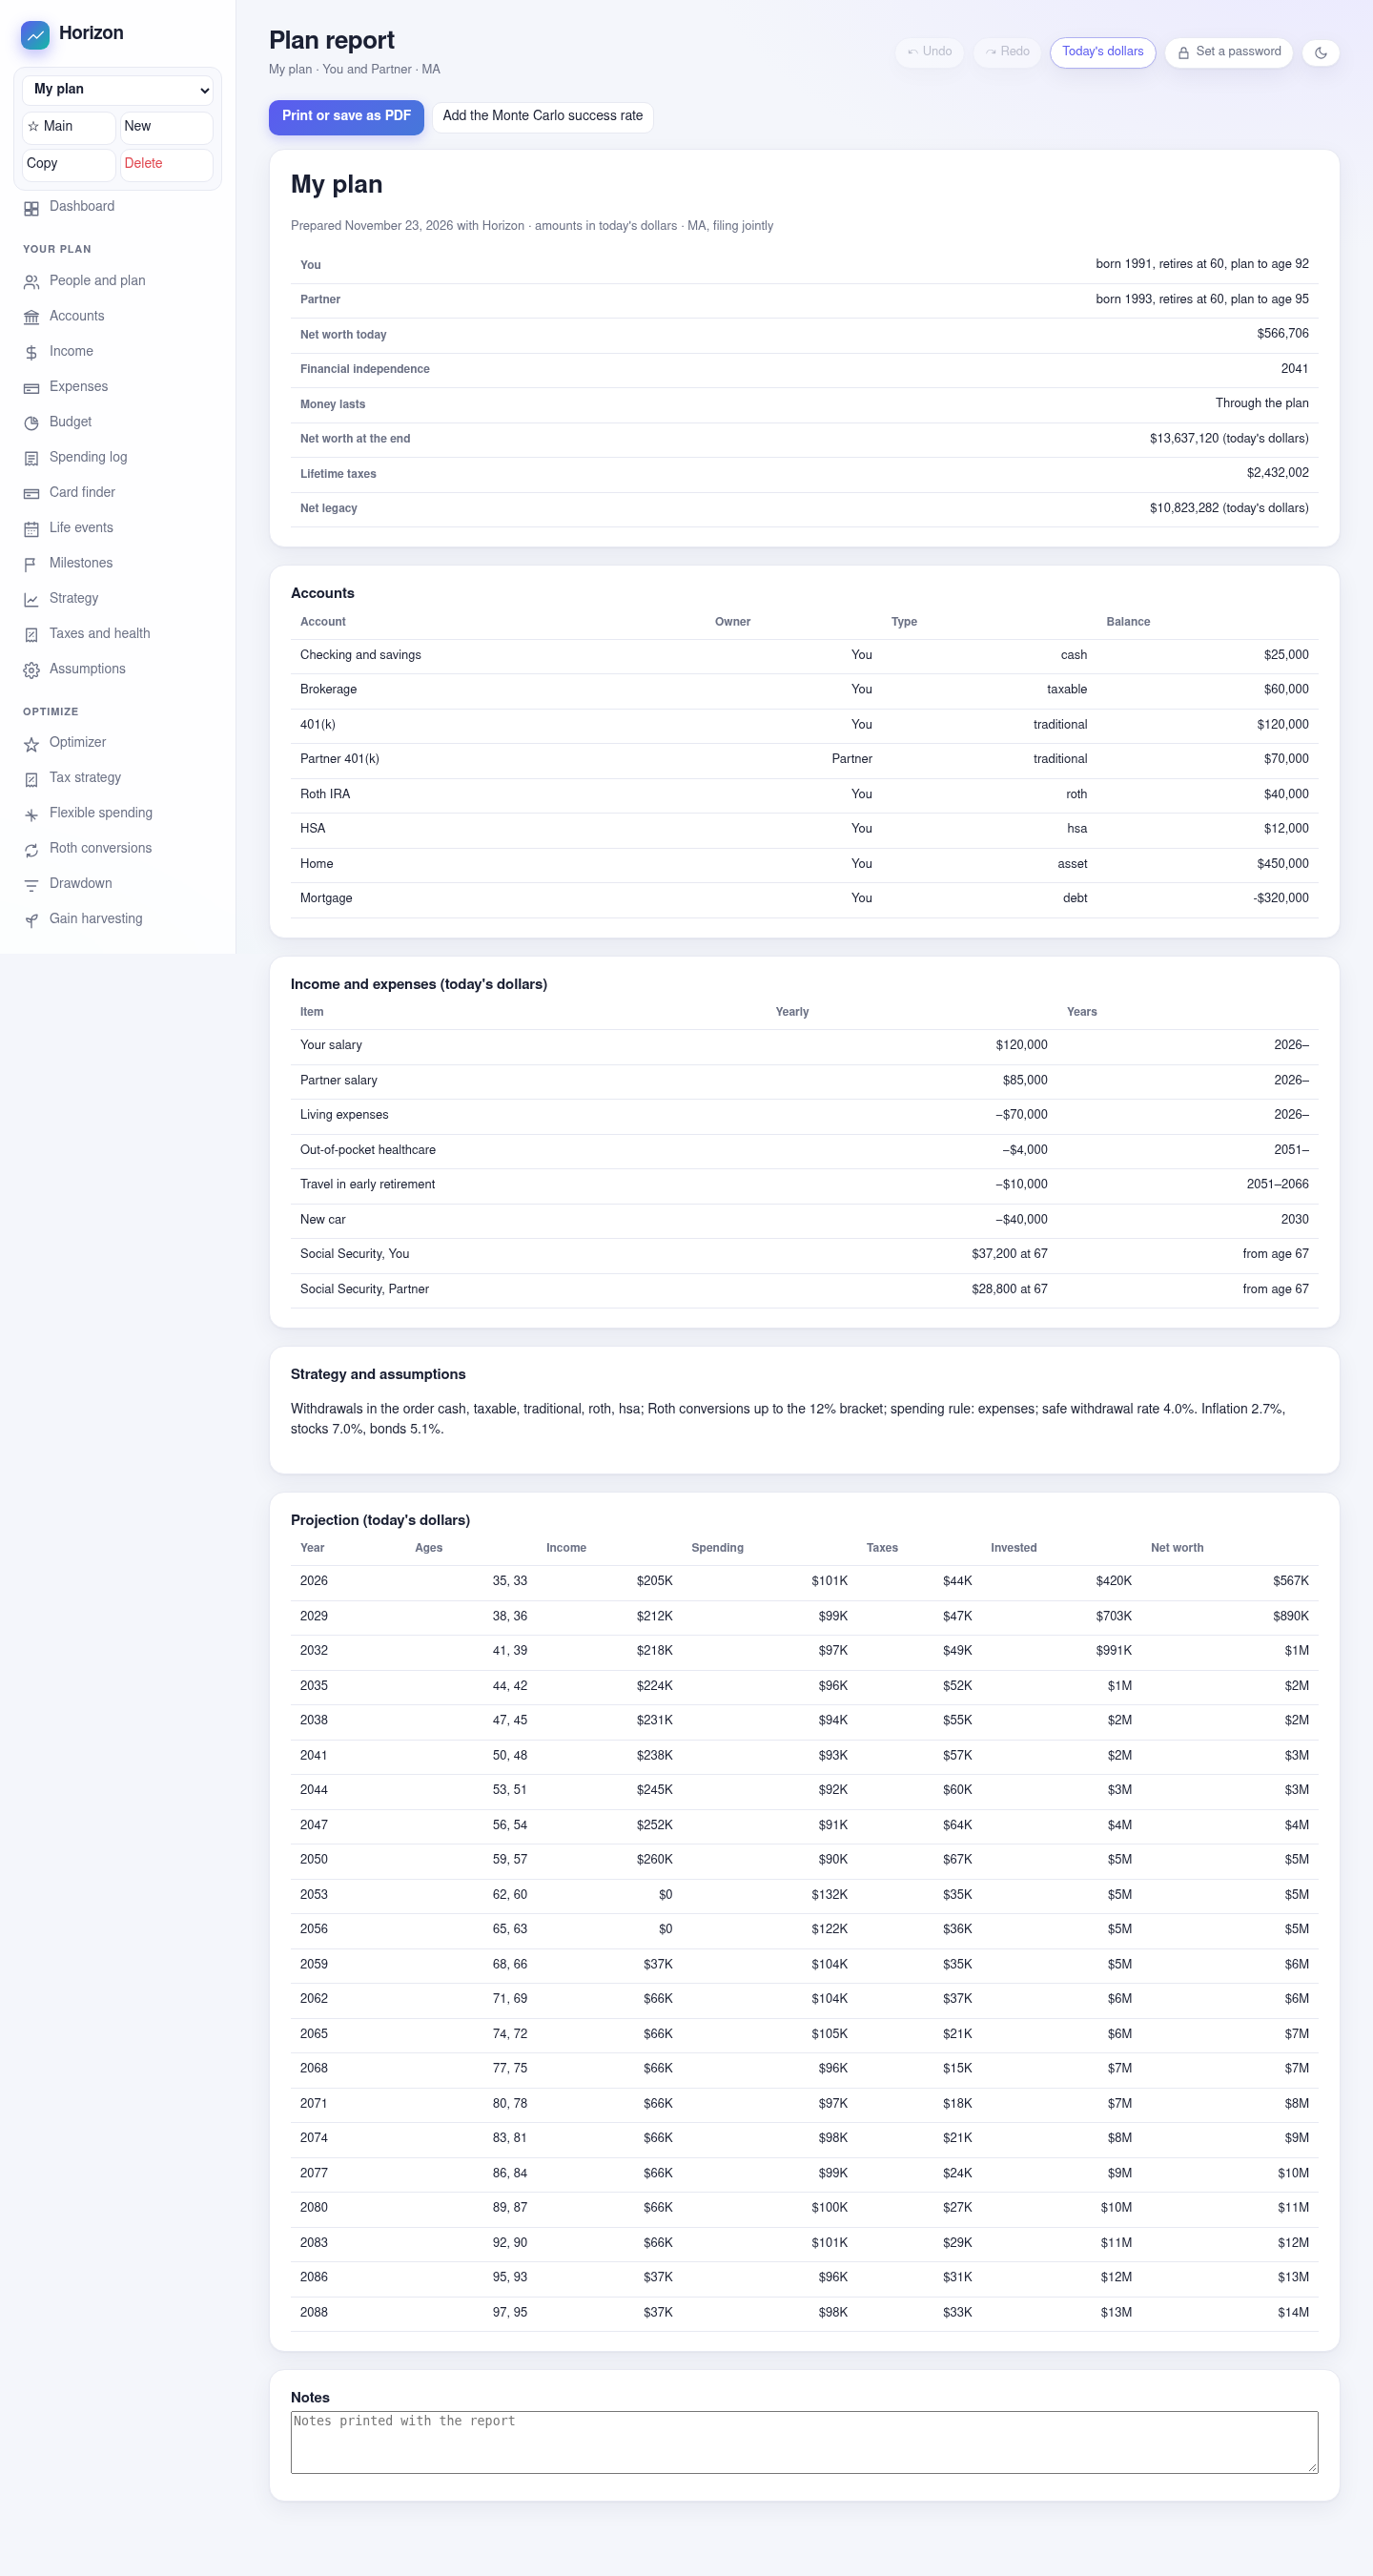 Horizon
My plan
☆ Main
New
Copy
Delete
Dashboard
YOUR PLAN
People and plan
Accounts
Income
Expenses
Budget
Spending log
Card finder
Life events
Milestones
Strategy
Taxes and health
Assumptions
OPTIMIZE
Optimizer
Tax strategy
Flexible spending
Roth conversions
Drawdown
Gain harvesting
Plan report
My plan · You and Partner · MA
Undo
Redo
Today's dollars
Set a password
Print or save as PDF
Add the Monte Carlo success rate
My plan
Prepared November 23, 2026 with Horizon · amounts in today's dollars · MA, filing jointly
You born 1991, retires at 60, plan to age 92
Partner born 1993, retires at 60, plan to age 95
Net worth today $566,706
Financial independence 2041
Money lasts Through the plan
Net worth at the end $13,637,120 (today's dollars)
Lifetime taxes $2,432,002
Net legacy $10,823,282 (today's dollars)
Accounts
Account Owner Type Balance
Checking and savings You cash $25,000
Brokerage You taxable $60,000
401(k) You traditional $120,000
Partner 401(k) Partner traditional $70,000
Roth IRA You roth $40,000
HSA You hsa $12,000
Home You asset $450,000
Mortgage You debt -$320,000
Income and expenses (today's dollars)
Item Yearly Years
Your salary $120,000 2026–
Partner salary $85,000 2026–
Living expenses −$70,000 2026–
Out-of-pocket healthcare −$4,000 2051–
Travel in early retirement −$10,000 2051–2066
New car −$40,000 2030
Social Security, You $37,200 at 67 from age 67
Social Security, Partner $28,800 at 67 from age 67
Strategy and assumptions
Withdrawals in the order cash, taxable, traditional, roth, hsa; Roth conversions up to the 12% bracket; spending rule: expenses; safe withdrawal rate 4.0%. Inflation 2.7%,
stocks 7.0%, bonds 5.1%.
Projection (today's dollars)
Year Ages Income Spending Taxes Invested Net worth
2026 35, 33 $205K $101K $44K $420K $567K
2029 38, 36 $212K $99K $47K $703K $890K
2032 41, 39 $218K $97K $49K $991K $1M
2035 44, 42 $224K $96K $52K $1M $2M
2038 47, 45 $231K $94K $55K $2M $2M
2041 50, 48 $238K $93K $57K $2M $3M
2044 53, 51 $245K $92K $60K $3M $3M
2047 56, 54 $252K $91K $64K $4M $4M
2050 59, 57 $260K $90K $67K $5M $5M
2053 62, 60 $0 $132K $35K $5M $5M
2056 65, 63 $0 $122K $36K $5M $5M
2059 68, 66 $37K $104K $35K $5M $6M
2062 71, 69 $66K $104K $37K $6M $6M
2065 74, 72 $66K $105K $21K $6M $7M
2068 77, 75 $66K $96K $15K $7M $7M
2071 80, 78 $66K $97K $18K $7M $8M
2074 83, 81 $66K $98K $21K $8M $9M
2077 86, 84 $66K $99K $24K $9M $10M
2080 89, 87 $66K $100K $27K $10M $11M
2083 92, 90 $66K $101K $29K $11M $12M
2086 95, 93 $37K $96K $31K $12M $13M
2088 97, 95 $37K $98K $33K $13M $14M
Notes
Notes printed with the report